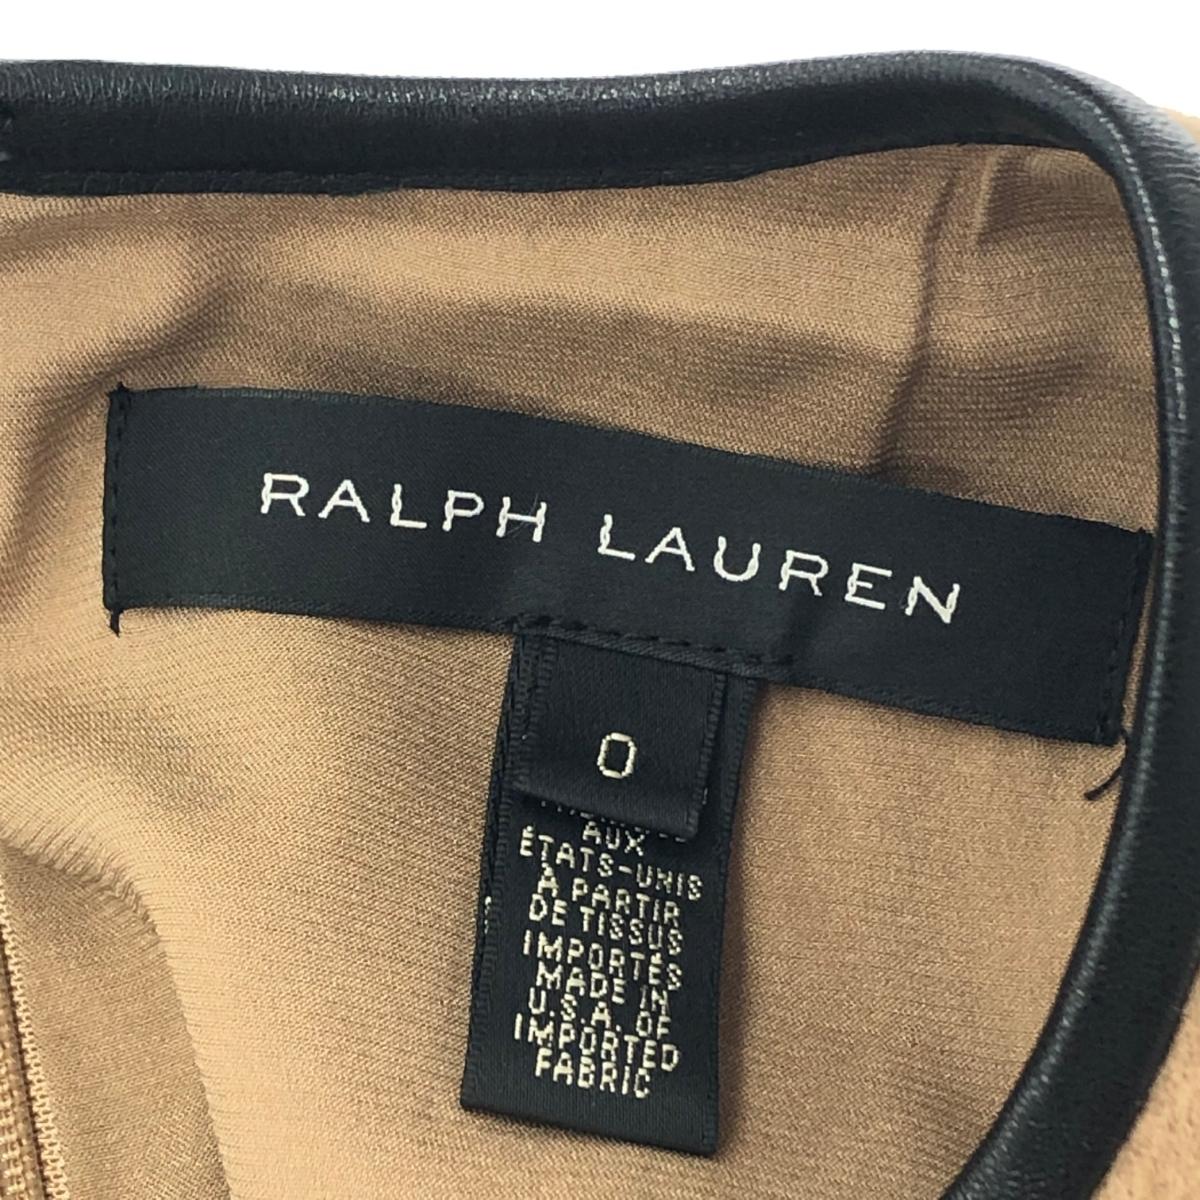 RALPH LAUREN
0
AUX
ÉTATS-UNIS
À PARTIR
DE TISSUS
IMPORTÉS
MADE IN
U.S.A. OF
IMPORTED
FABRIC